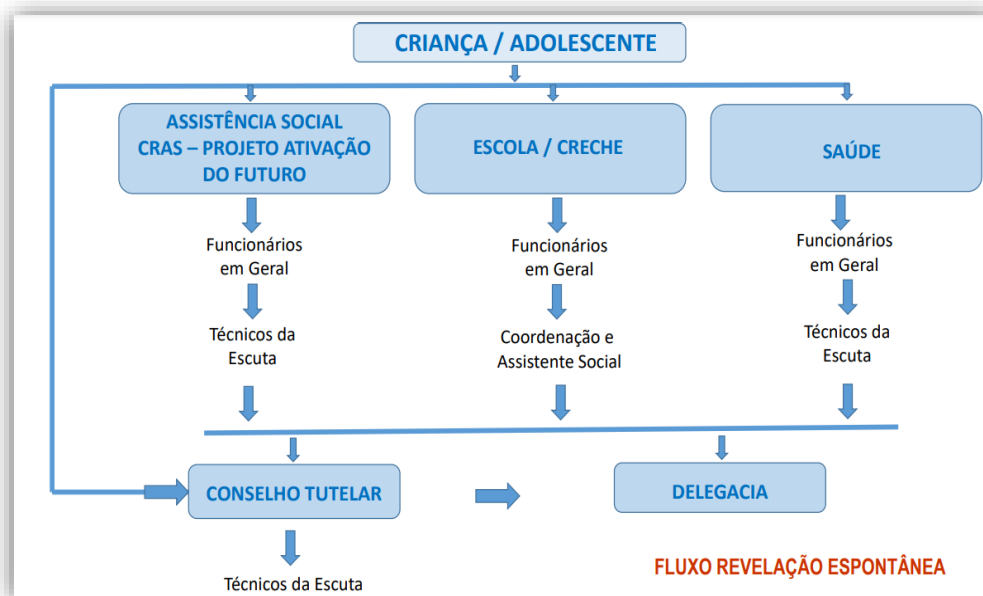 CRIANÇA / ADOLESCENTE
ASSISTÊNCIA SOCIAL
CRAS – PROJETO ATIVAÇÃO
DO FUTURO
ESCOLA / CRECHE
SAÚDE
Funcionários
em Geral
Funcionários
em Geral
Funcionários
em Geral
Técnicos da
Escuta
Coordenação e
Assistente Social
Técnicos da
Escuta
CONSELHO TUTELAR
DELEGACIA
Técnicos da Escuta
FLUXO REVELAÇÃO ESPONTÂNEA